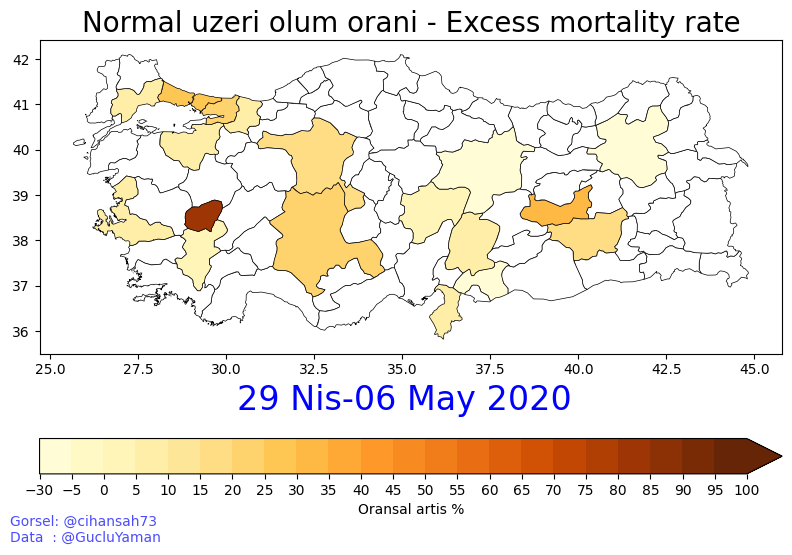 Normal uzeri olum orani - Excess mortality rate
42
41
40
39
38
37
36
25.0 27.5 30.0 32.5 35.0 37.5 40.0 42.5 45.0
29 Nis-06 May 2020
−30 −5 0 5 10 15 20 25 30 35 40 45 50 55 60 65 70 75 80 85 90 95 100
Oransal artis %
Gorsel: @cihansah73
Data : @GucluYaman